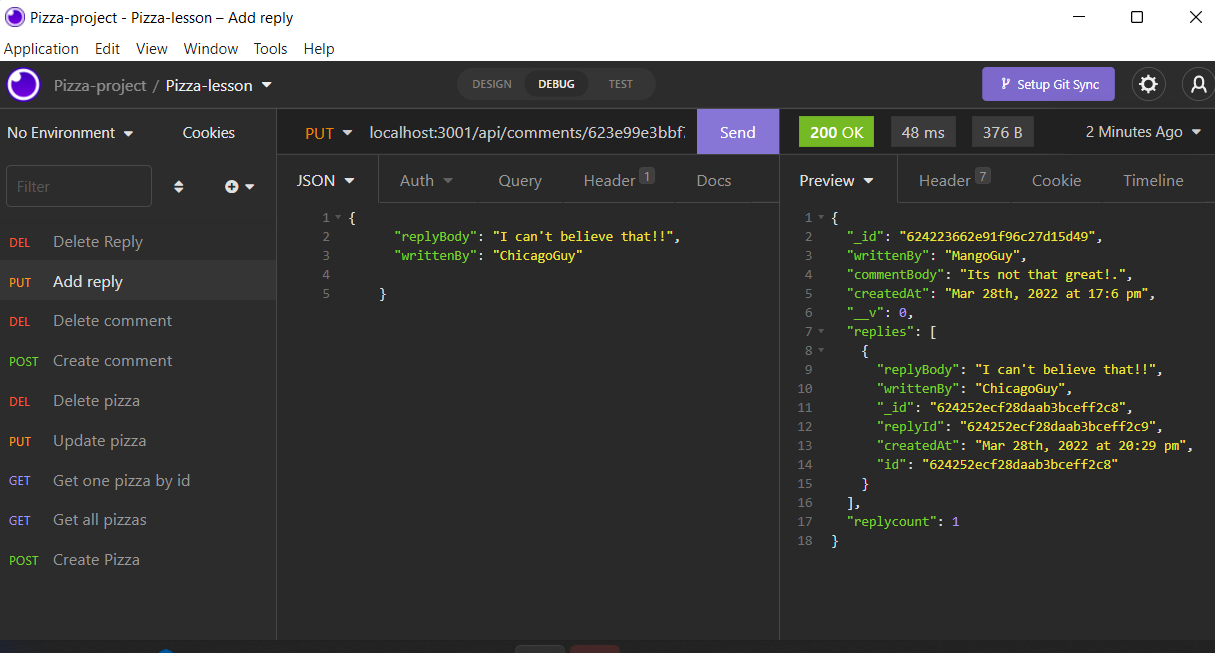 Pizza-project - Pizza-lesson – Add reply
Application Edit View Window Tools Help
Pizza-project / Pizza-lesson
DESIGN DEBUG TEST
Setup Git Sync
No Environment Cookies
Filter
DEL Delete Reply
PUT Add reply
DEL Delete comment
POST Create comment
DEL Delete pizza
PUT Update pizza
GET Get one pizza by id
GET Get all pizzas
POST Create Pizza
PUT localhost:3001/api/comments/623e99e3bbf Send
JSON Auth Query Header 1 Docs
1 {
2 "replyBody": "I can't believe that!!",
3 "writtenBy": "ChicagoGuy"
4
5 }
200 OK 48 ms 376 B 2 Minutes Ago
Preview Header 7 Cookie Timeline
1 {
2 "_id": "624223662e91f96c27d15d49",
3 "writtenBy": "MangoGuy",
4 "commentBody": "Its not that great!.",
5 "createdAt": "Mar 28th, 2022 at 17:6 pm",
6 "__v": 0,
7 "replies": [
8 {
9 "replyBody": "I can't believe that!!",
10 "writtenBy": "ChicagoGuy",
11 "_id": "624252ecf28daab3bceff2c8",
12 "replyId": "624252ecf28daab3bceff2c9",
13 "createdAt": "Mar 28th, 2022 at 20:29 pm",
14 "id": "624252ecf28daab3bceff2c8"
15 }
16 ],
17 "replycount": 1
18 }